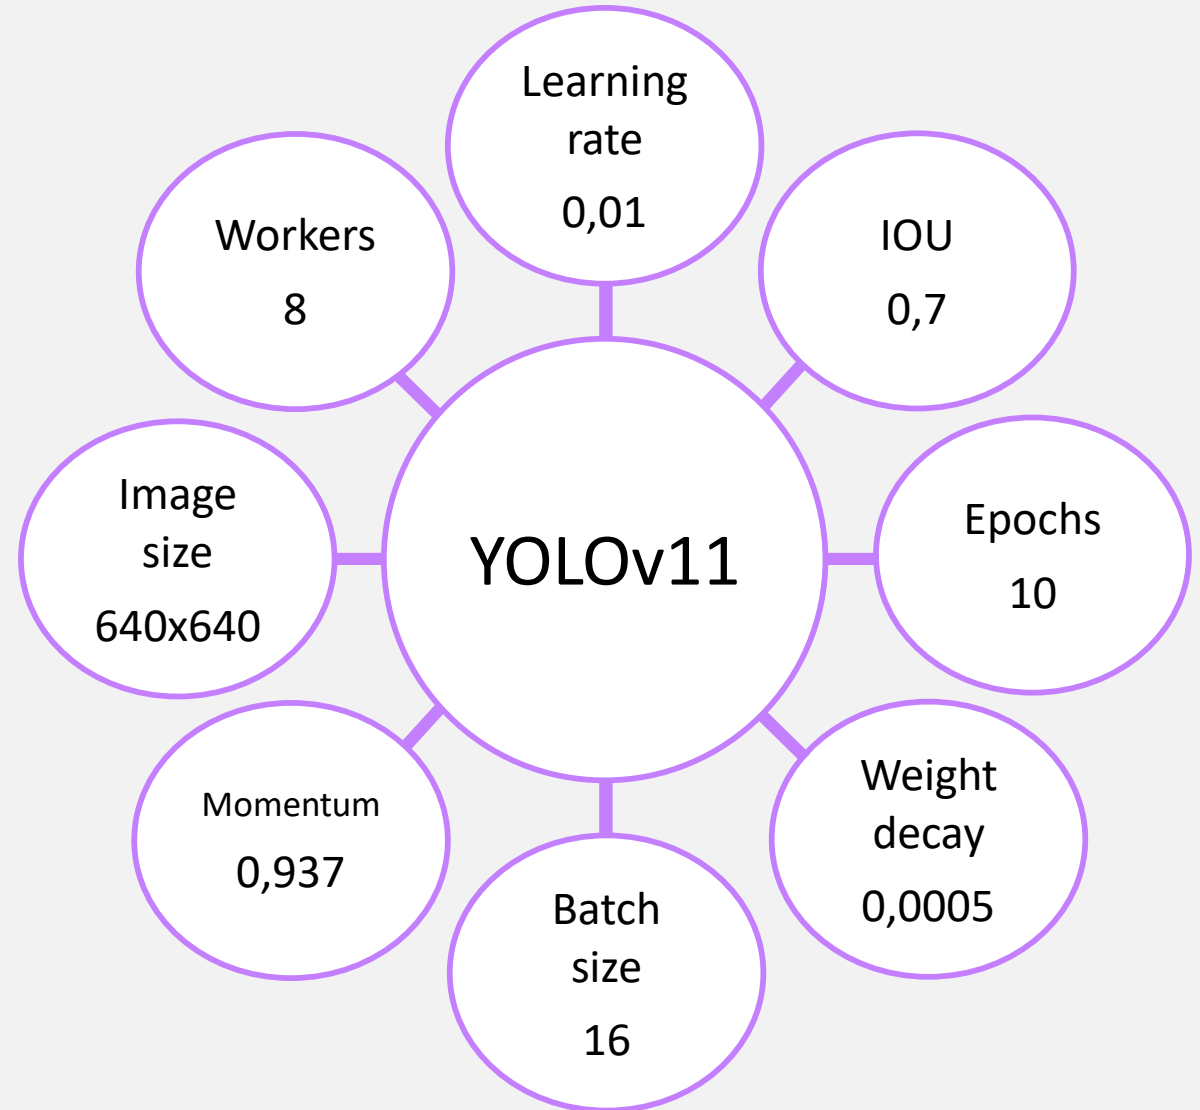 Learning
rate
0,01
IOU
0,7
Epochs
10
Weight
decay
0,0005
Batch
size
16
Momentum
0,937
Image
size
640x640
Workers
8
YOLOv11